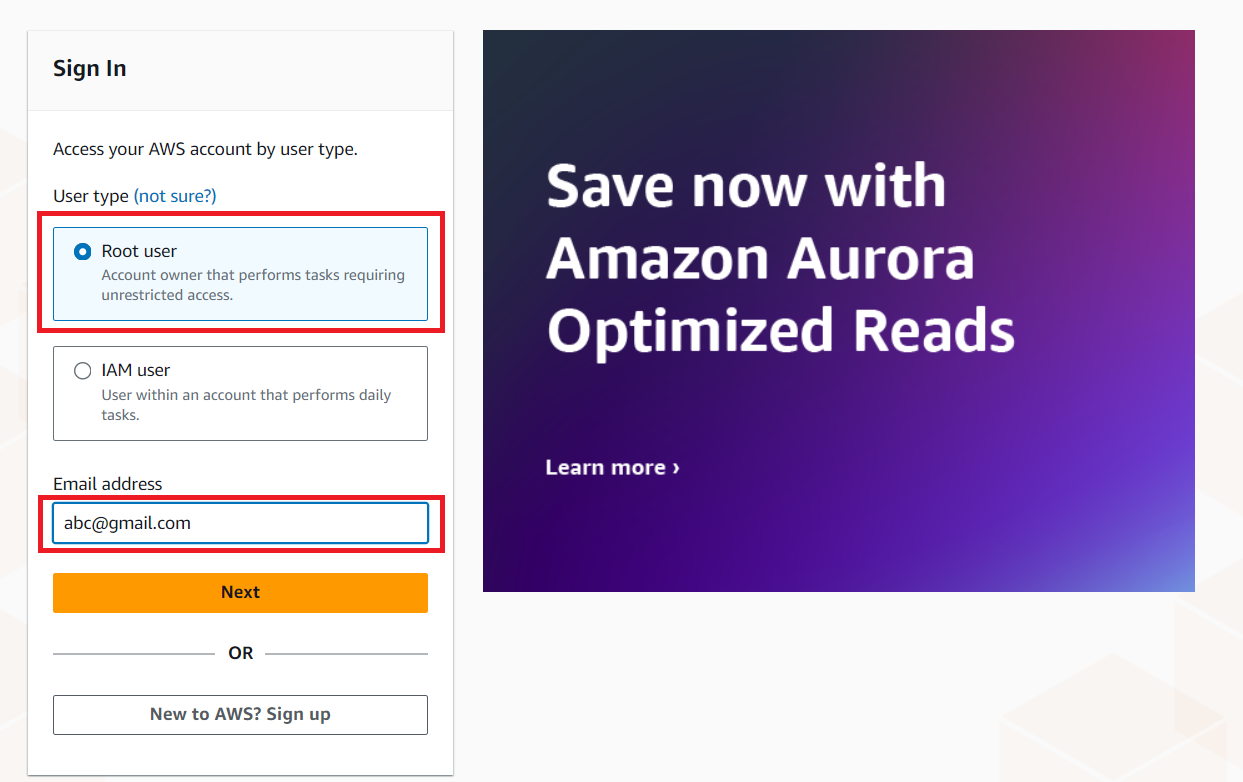 Sign In
Access your AWS account by user type.
User type (not sure?)
Root user
Account owner that performs tasks requiring
unrestricted access.
IAM user
User within an account that performs daily
tasks.
Email address
abc@gmail.com
Next
OR
New to AWS? Sign up
Save now with
Amazon Aurora
Optimized Reads
Learn more ›